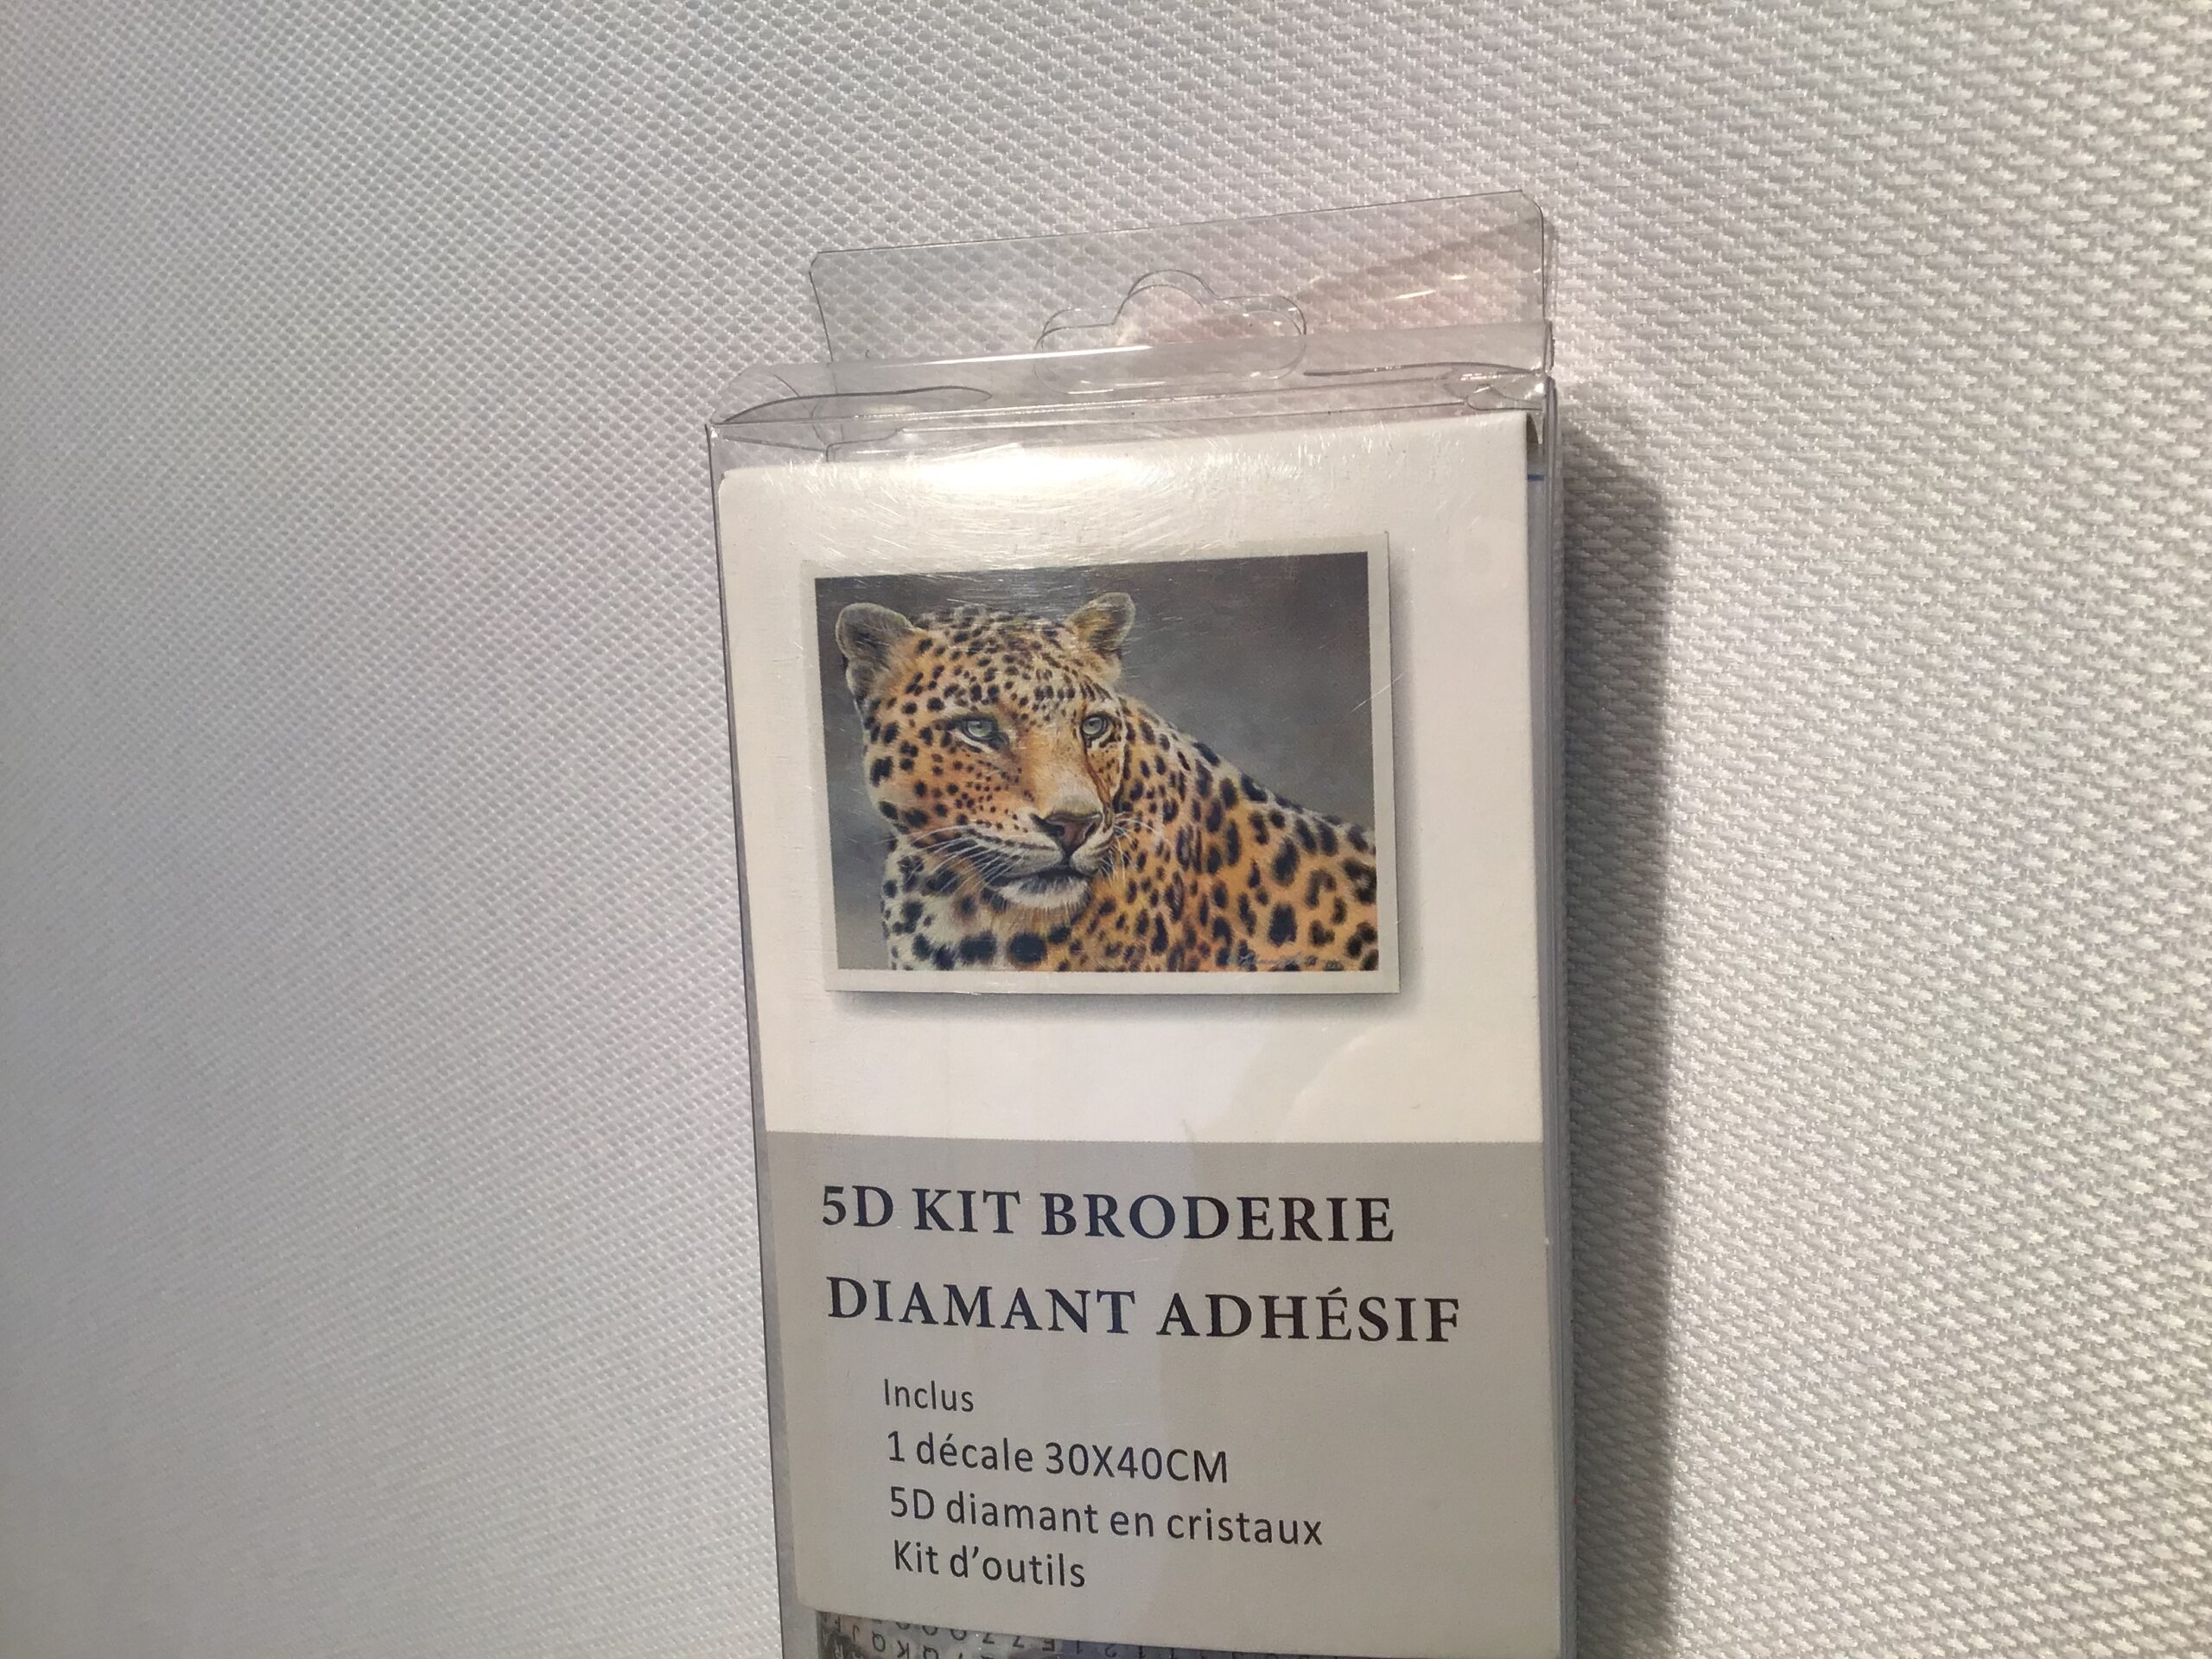 5D KIT BRODERIE
DIAMANT ADHÉSIF
Inclus
1 décale 30X40CM
5D diamant en cristaux
Kit d'outils